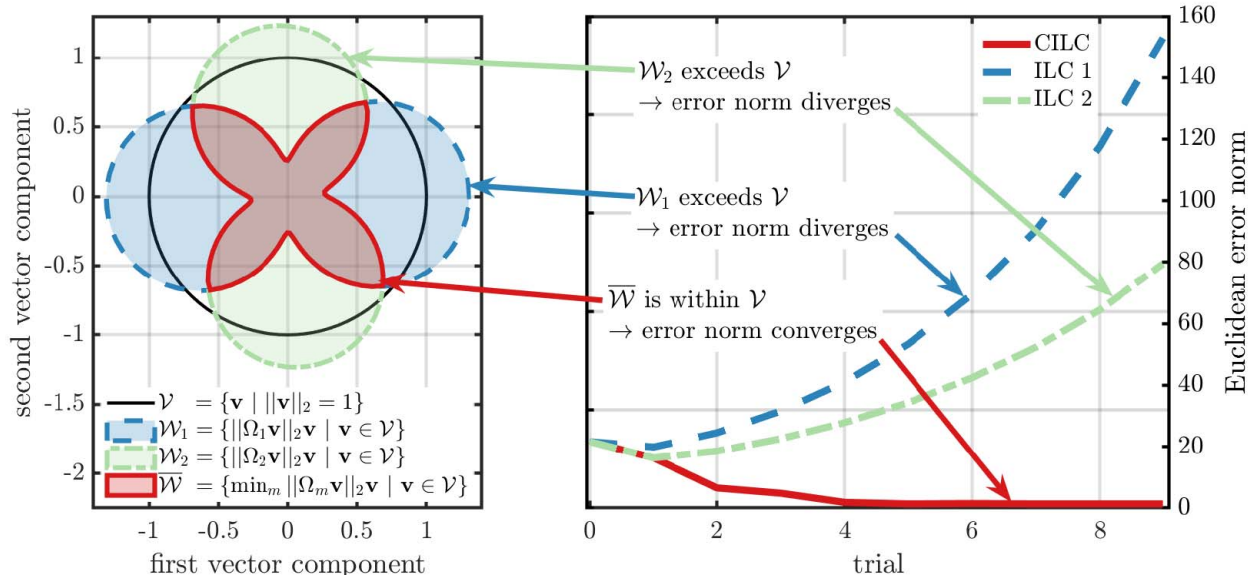 second vector component
1
0.5
0
-0.5
-1
-1.5
-2
𝒱 = {v | ||v||₂ = 1}
𝒲₁ = {||Ω₁v||₂v | v ∈ 𝒱}
𝒲₂ = {||Ω₂v||₂v | v ∈ 𝒱}
𝒲̅ = {minₘ ||Ωₘv||₂v | v ∈ 𝒱}
-1 -0.5 0 0.5 1
first vector component
𝒲₂ exceeds 𝒱
→ error norm diverges
𝒲₁ exceeds 𝒱
→ error norm diverges
𝒲̅ is within 𝒱
→ error norm converges
CILC
ILC 1
ILC 2
160
140
120
100
80
60
40
20
0
Euclidean error norm
0 2 4 6 8
trial